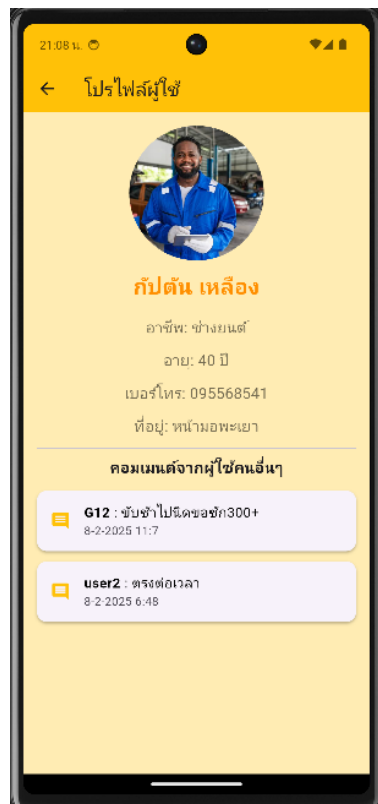 21:08 น.
โปรไฟล์ผู้ใช้
กัปตัน เหลือง
อาชีพ: ช่างยนต์
อายุ: 40 ปี
เบอร์โทร: 095568541
ที่อยู่: หน้ามอพะเยา
คอมเมนต์จากผู้ใช้คนอื่นๆ
G12 : ขับช้าไปนิดขอซัก300+
8-2-2025 11:7
user2 : ตรงต่อเวลา
8-2-2025 6:48